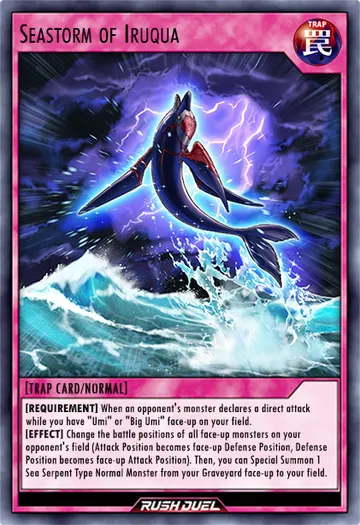 Seastorm of Iruqua
TRAP
罠
[TRAP CARD/NORMAL]
[REQUIREMENT] When an opponent's monster declares a direct attack
while you have "Umi" or "Big Umi" face-up on your field.
[EFFECT] Change the battle positions of all face-up monsters on your
opponent's field (Attack Position becomes face-up Defense Position, Defense
Position becomes face-up Attack Position). Then, you can Special Summon 1
Sea Serpent Type Normal Monster from your Graveyard face-up to your field.
RUSH DUEL